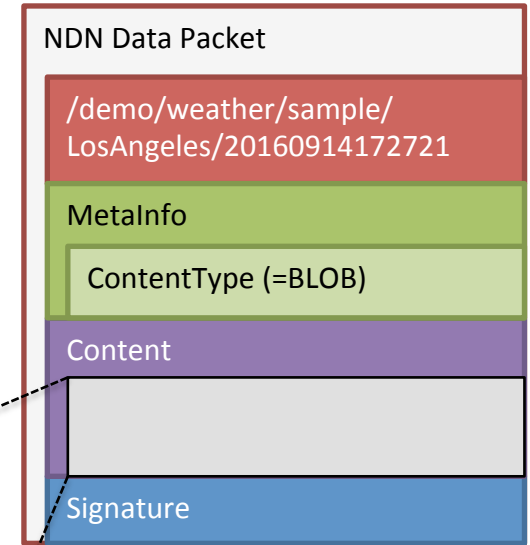 NDN Data Packet
/demo/weather/sample/
LosAngeles/20160914172721
MetaInfo
ContentType (=BLOB)
Content
Signature